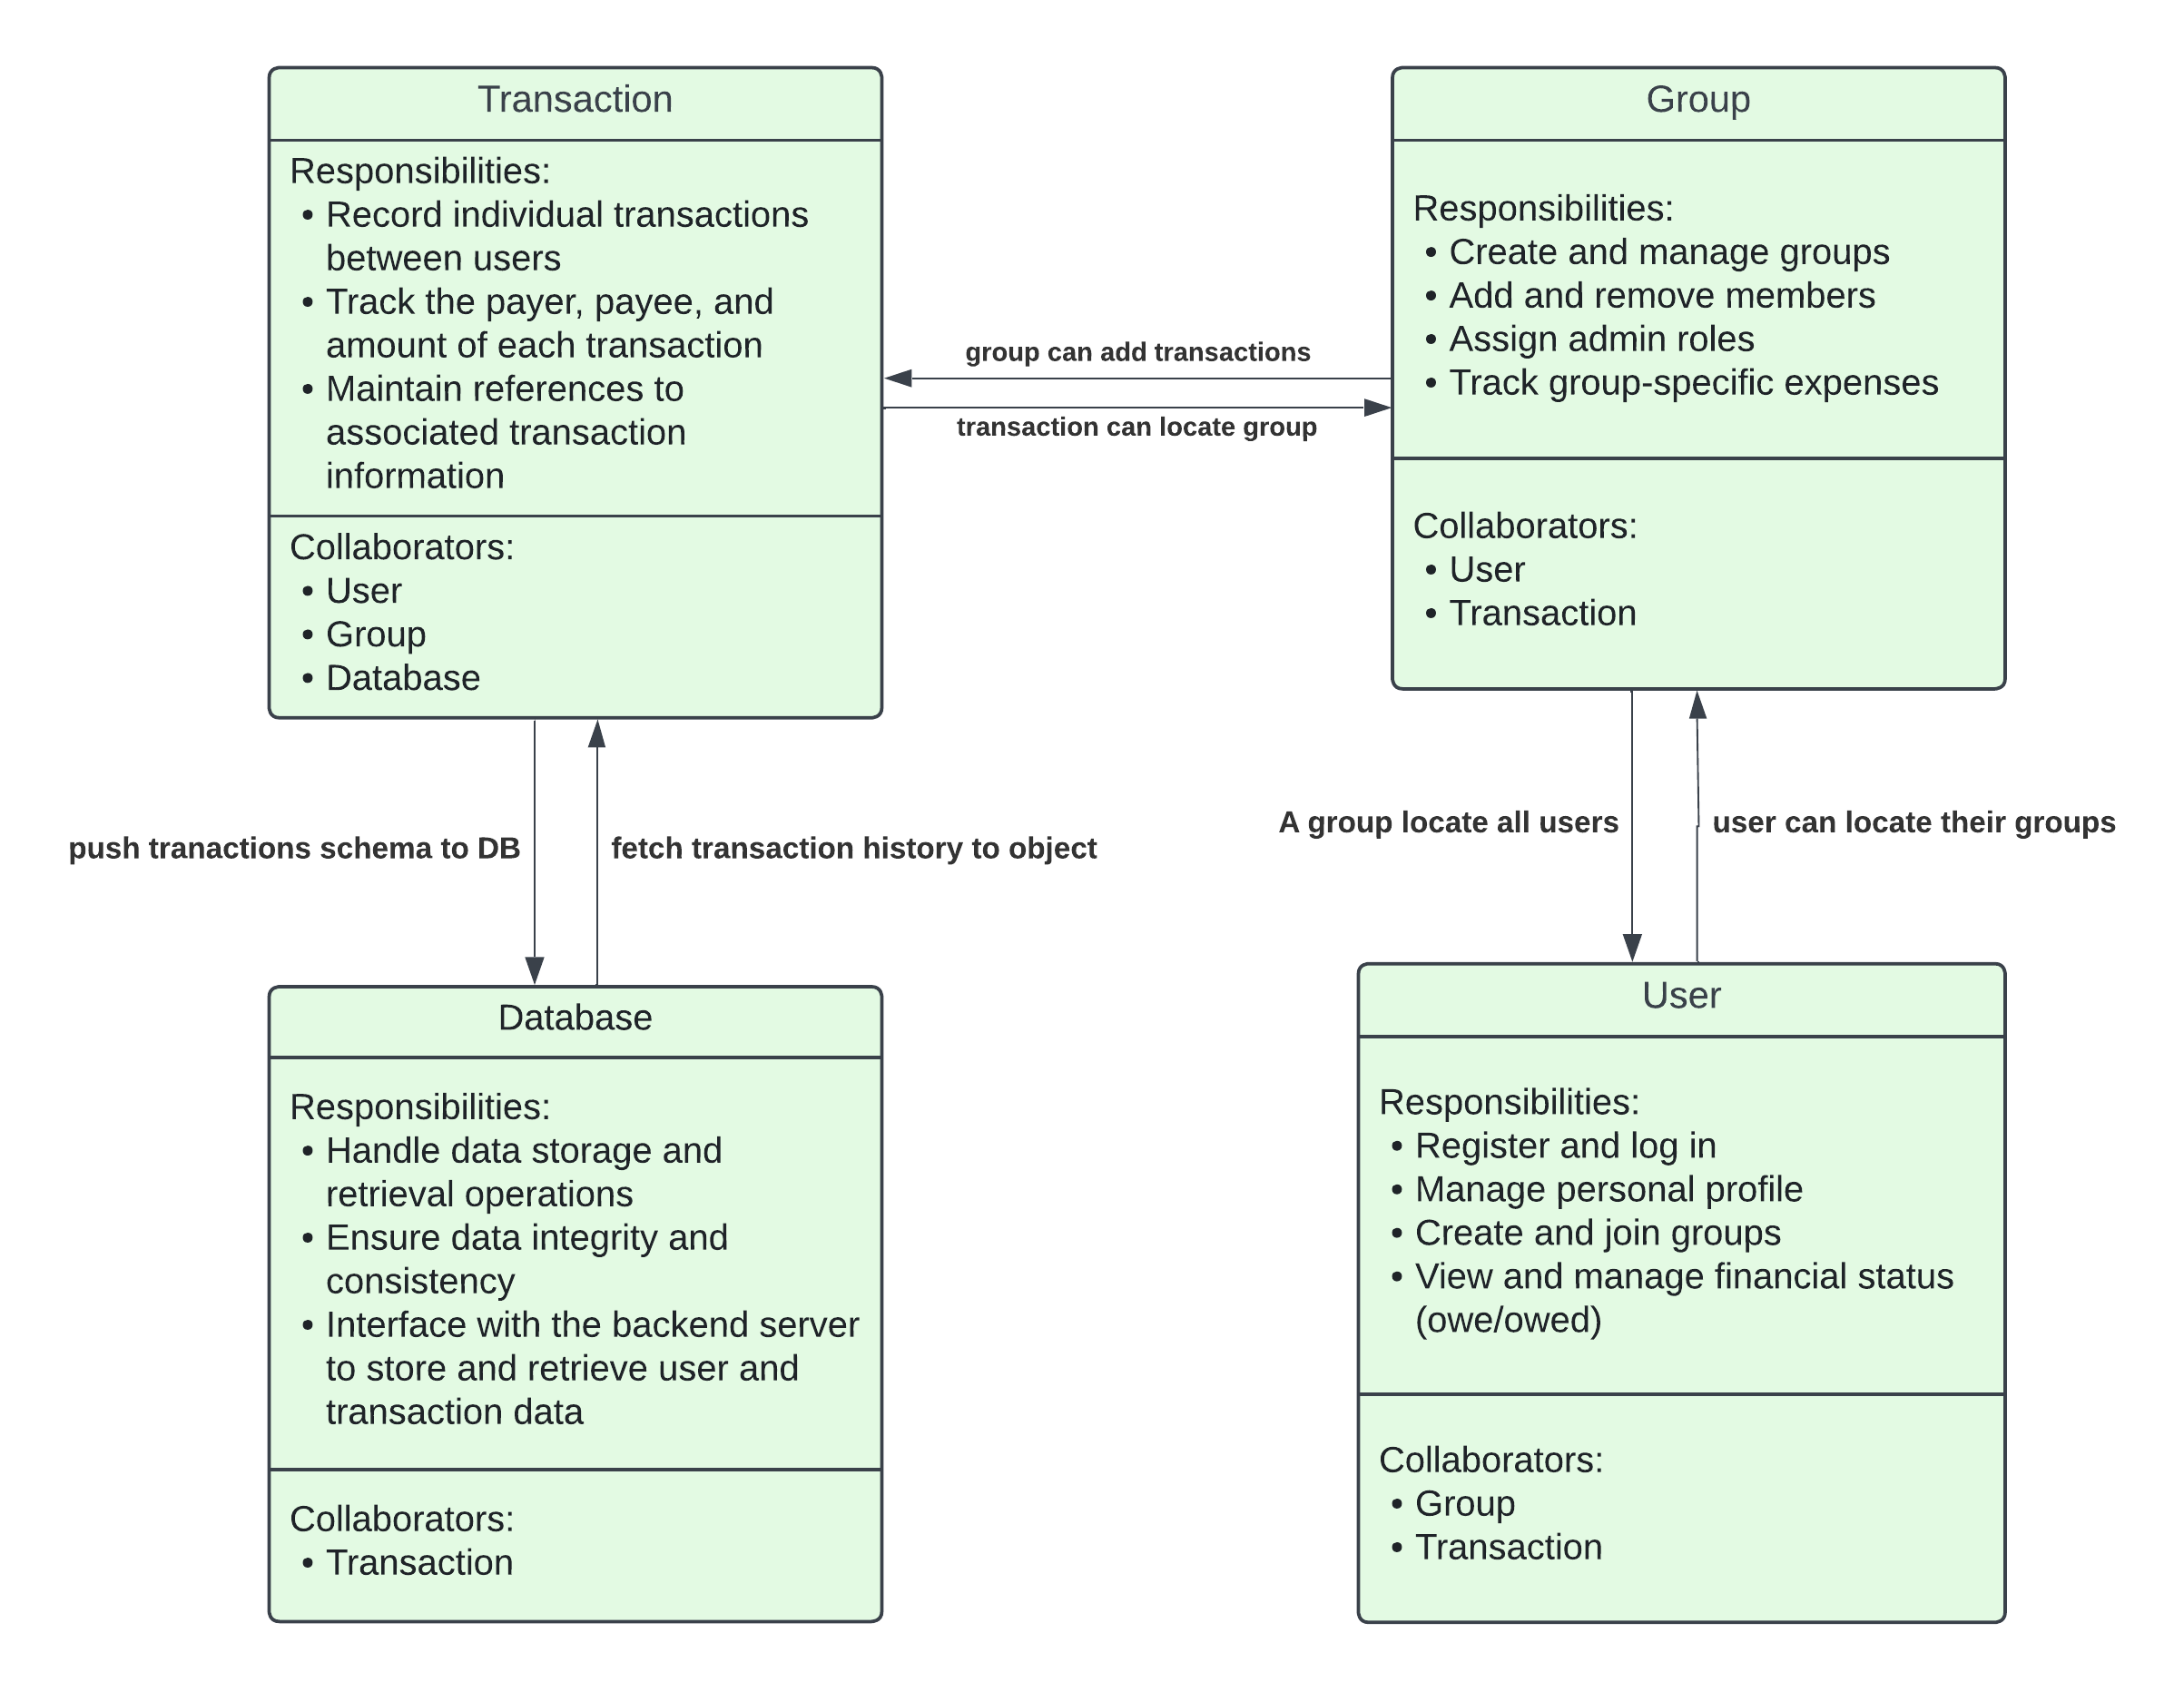 Transaction
Responsibilities:
• Record individual transactions
between users
• Track the payer, payee, and
amount of each transaction
• Maintain references to
associated transaction
information
Collaborators:
• User
• Group
• Database
group can add transactions
transaction can locate group
Group
Responsibilities:
• Create and manage groups
• Add and remove members
• Assign admin roles
• Track group-specific expenses
Collaborators:
• User
• Transaction
push tranactions schema to DB
fetch transaction history to object
A group locate all users
user can locate their groups
Database
Responsibilities:
• Handle data storage and
retrieval operations
• Ensure data integrity and
consistency
• Interface with the backend server
to store and retrieve user and
transaction data
Collaborators:
• Transaction
User
Responsibilities:
• Register and log in
• Manage personal profile
• Create and join groups
• View and manage financial status
(owe/owed)
Collaborators:
• Group
• Transaction